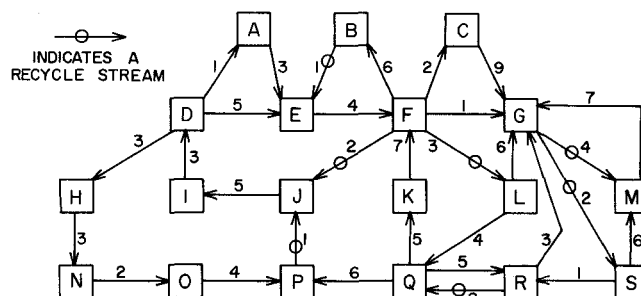 A B C
INDICATES A
RECYCLE STREAM
1 3 1 6 2 9
7
D 5 E 4 F 1 G
3 3 2 7 3 6 4 2
H I 5 J K L M
3 1 5 4 3 6
N 2 O 4 P 6 Q 5 R 1 S